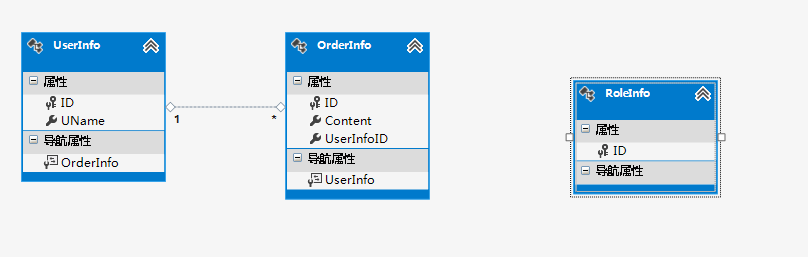 UserInfo
属性
ID
UName
导航属性
OrderInfo
1
*
OrderInfo
属性
ID
Content
UserInfoID
导航属性
UserInfo
RoleInfo
属性
ID
导航属性